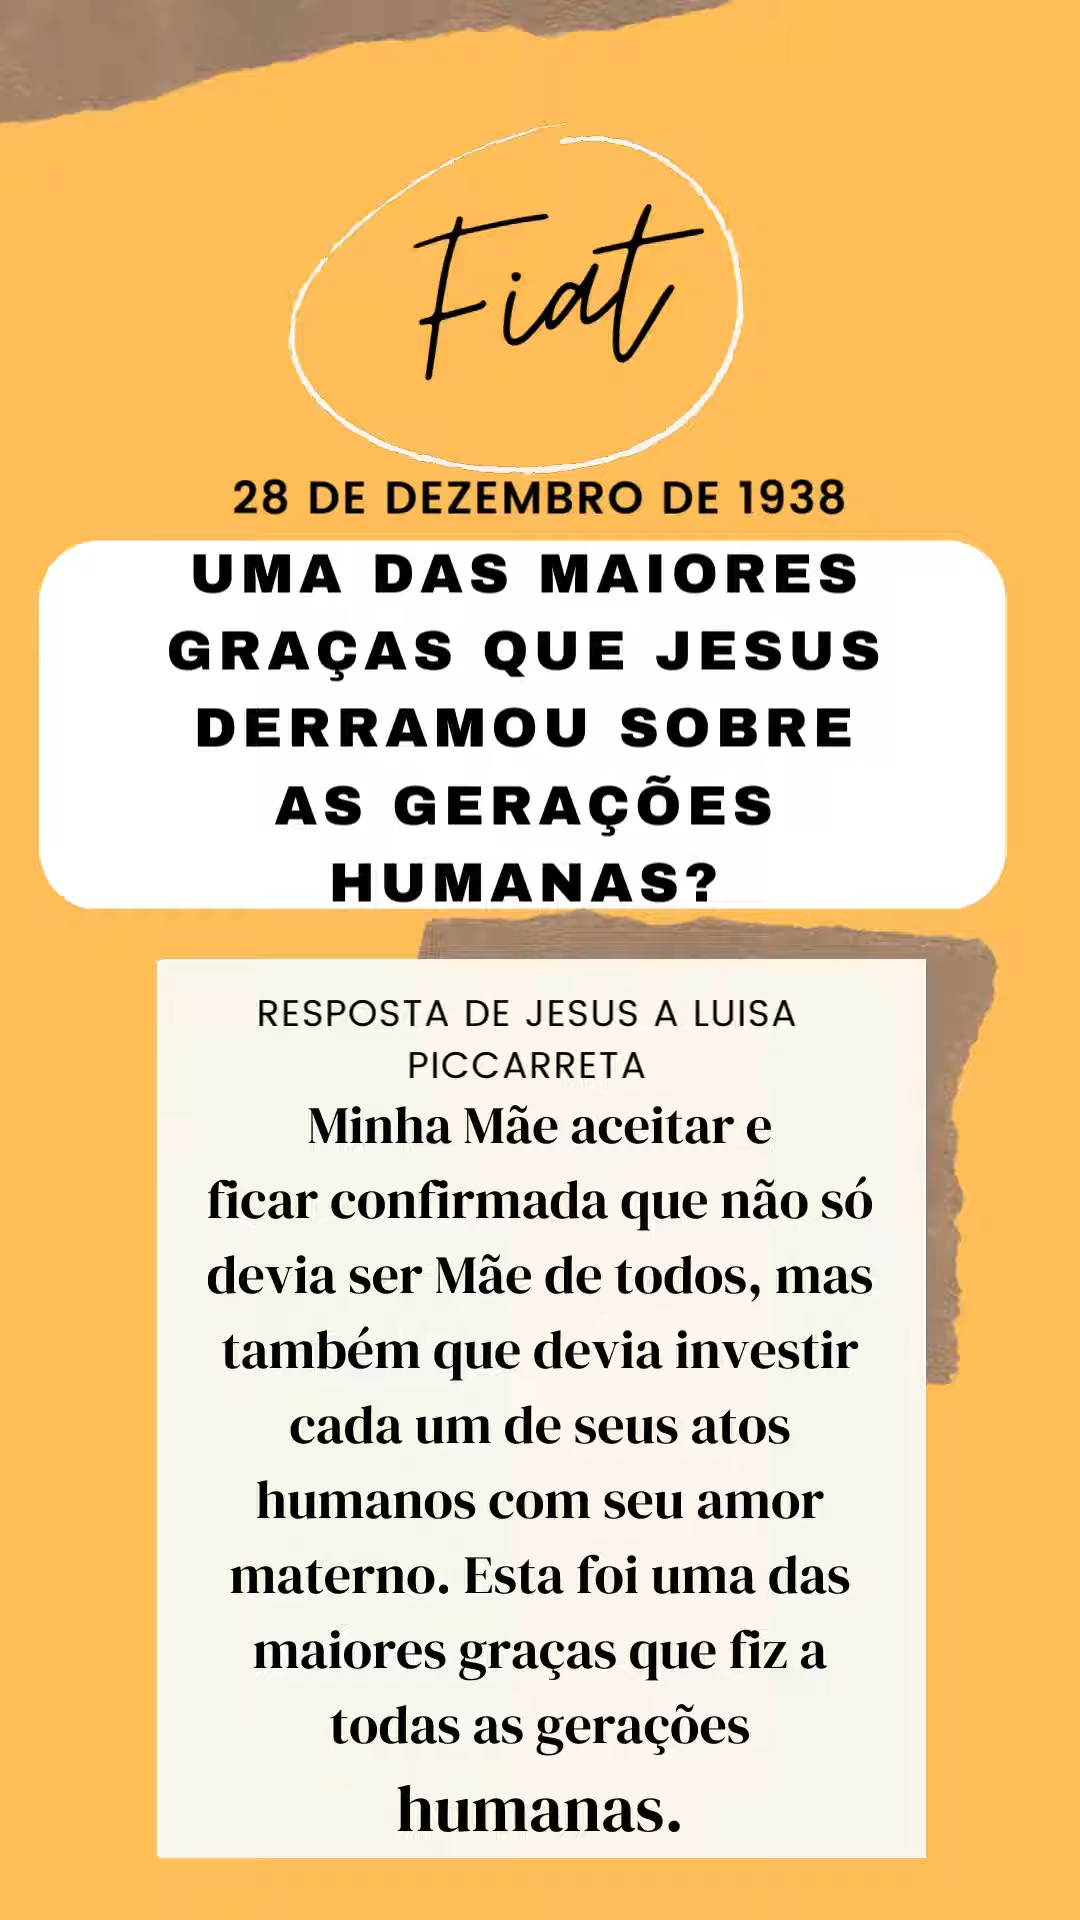 Fiat
28 DE DEZEMBRO DE 1938
UMA DAS MAIORES
GRAÇAS QUE JESUS
DERRAMOU SOBRE
AS GERAÇÕES
HUMANAS?
RESPOSTA DE JESUS A LUISA
PICCARRETA
Minha Mãe aceitar e
ficar confirmada que não só
devia ser Mãe de todos, mas
também que devia investir
cada um de seus atos
humanos com seu amor
materno. Esta foi uma das
maiores graças que fiz a
todas as gerações
humanas.